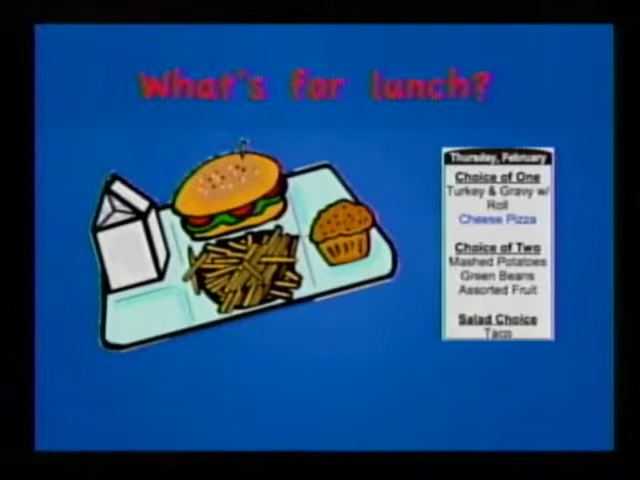 What's for lunch?
Thursday, February
Choice of One
Turkey & Gravy w/
Roll
Cheese Pizza
Choice of Two
Mashed Potatoes
Green Beans
Assorted Fruit
Salad Choice
Taco